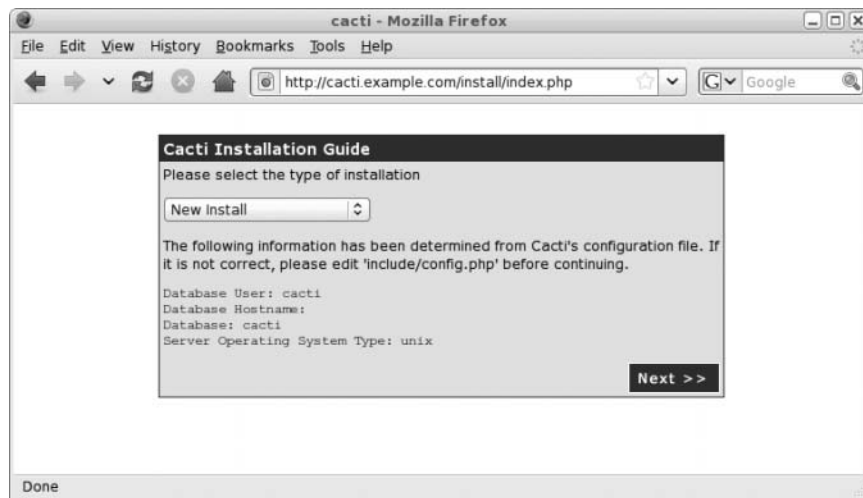 cacti - Mozilla Firefox
File Edit View History Bookmarks Tools Help
http://cacti.example.com/install/index.php
G Google
Cacti Installation Guide
Please select the type of installation
New Install
The following information has been determined from Cacti's configuration file. If
it is not correct, please edit 'include/config.php' before continuing.
Database User: cacti
Database Hostname:
Database: cacti
Server Operating System Type: unix
Next >>
Done